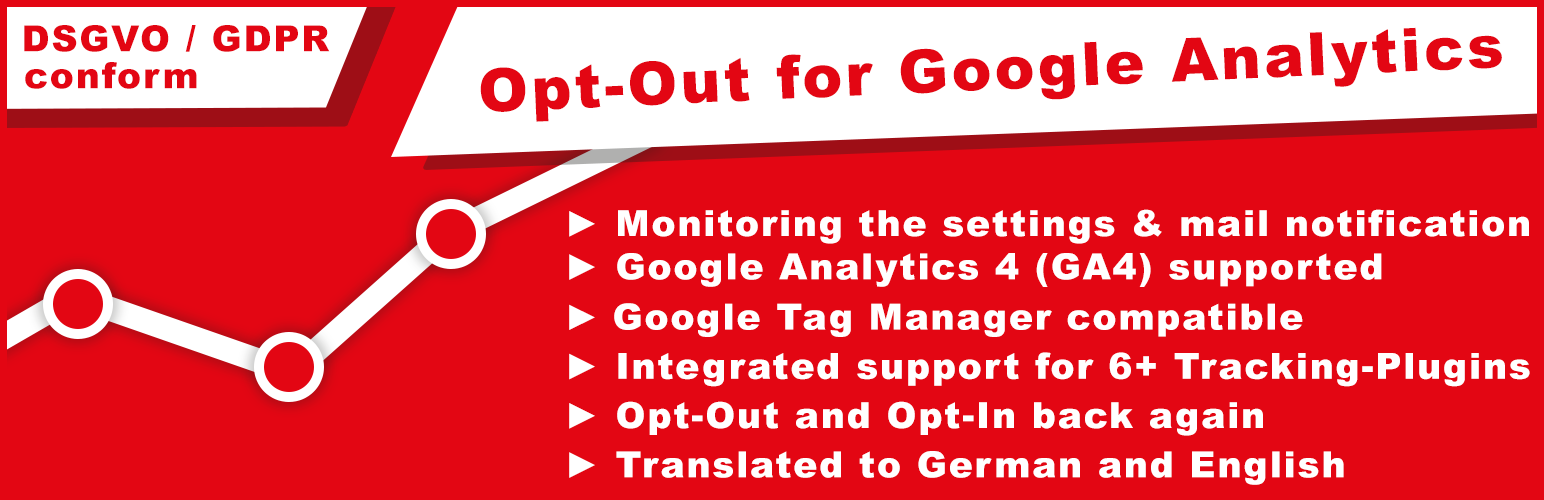 DSGVO / GDPR
conform
Opt-Out for Google Analytics
► Monitoring the settings & mail notification
► Google Analytics 4 (GA4) supported
► Google Tag Manager compatible
► Integrated support for 6+ Tracking-Plugins
► Opt-Out and Opt-In back again
► Translated to German and English